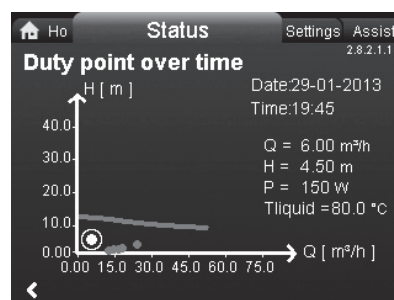 Ho Status Settings Assist
2.8.2.1.1
Duty point over time
H [ m ]
Date:29-01-2013
Time:19:45
40.0
30.0
20.0
10.0
0.00
Q = 6.00 m³/h
H = 4.50 m
P = 150 W
Tliquid =80.0 °C
Q [ m³/h ]
0.00 15.0 30.0 45.0 60.0 75.0